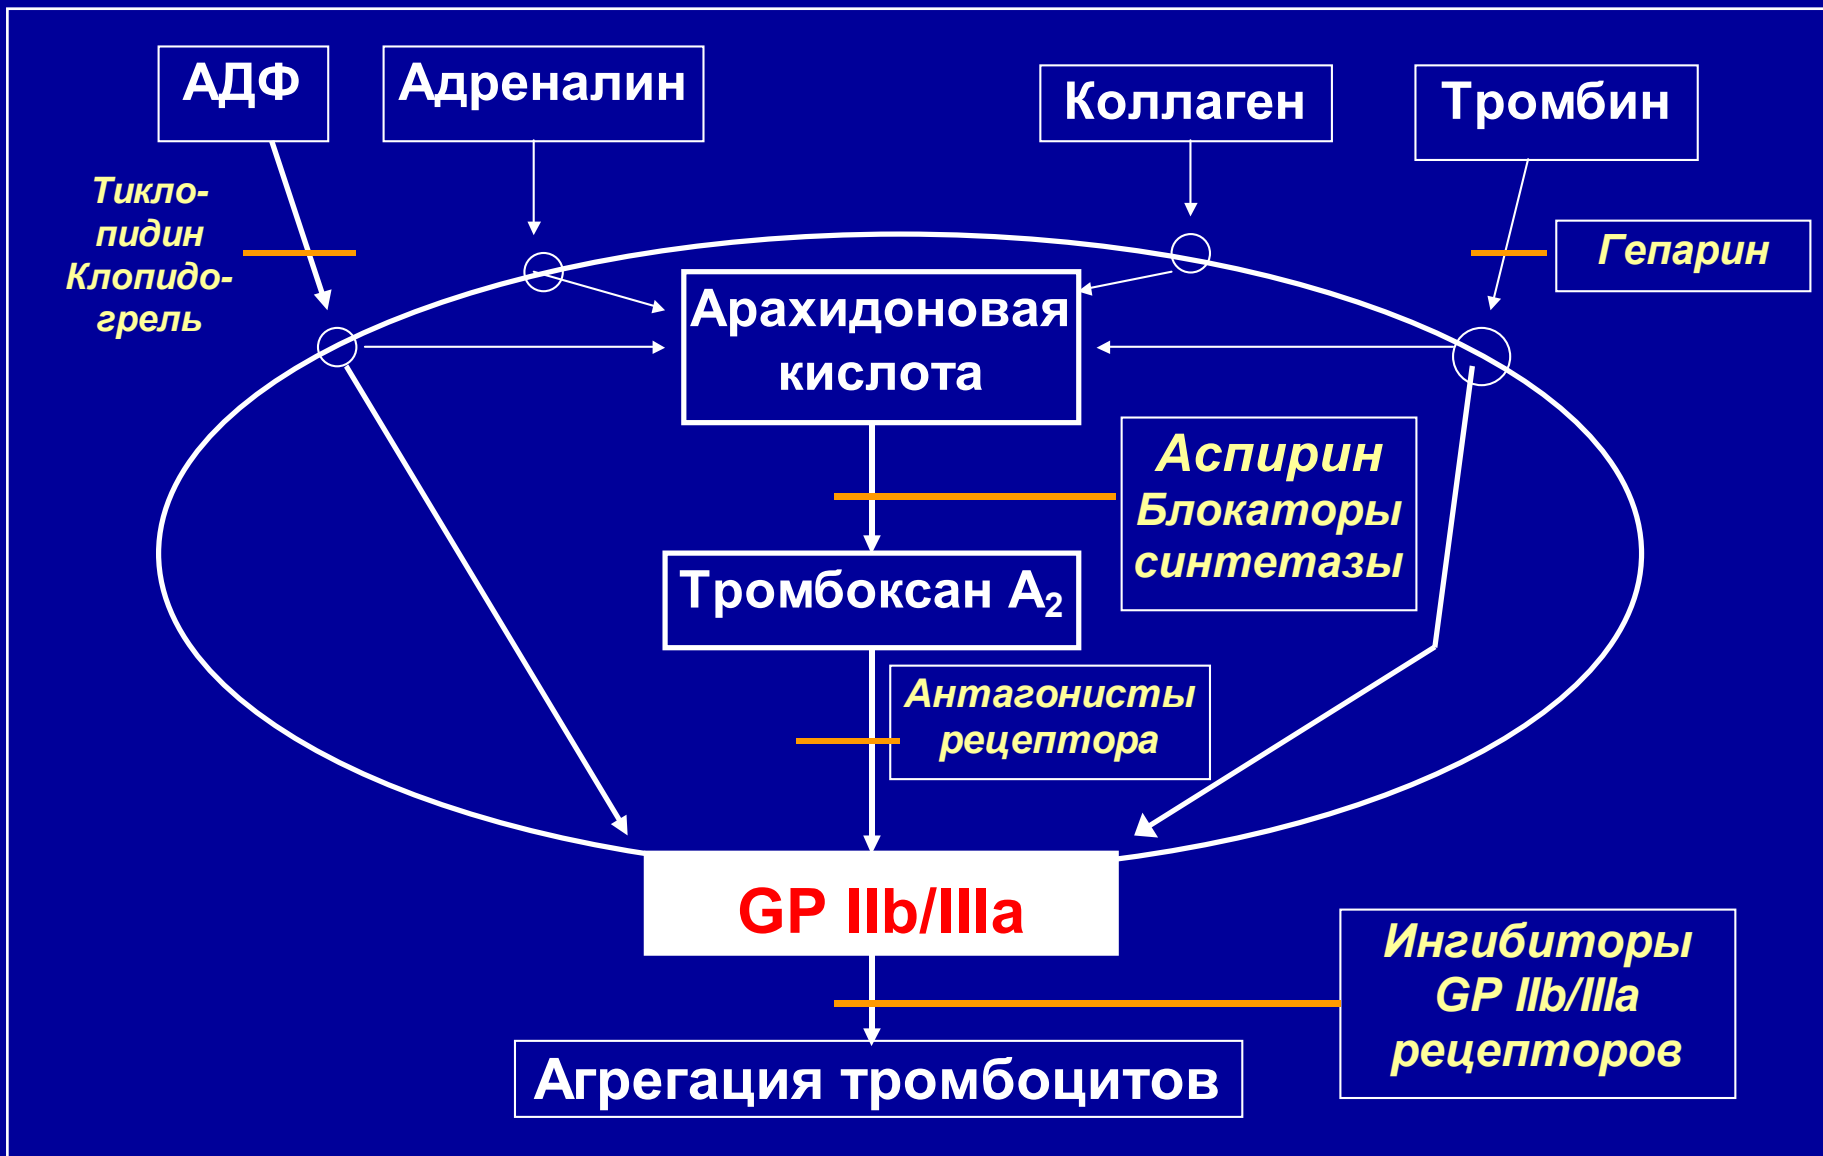 АДФ
Адреналин
Коллаген
Тромбин
Тикло-
пидин
Клопидо-
грель
Гепарин
Арахидоновая
кислота
Аспирин
Блокаторы
синтетазы
Тромбоксан А₂
Антагонисты
рецептора
GP IIb/IIIa
Ингибиторы
GP IIb/IIIa
рецепторов
Агрегация тромбоцитов